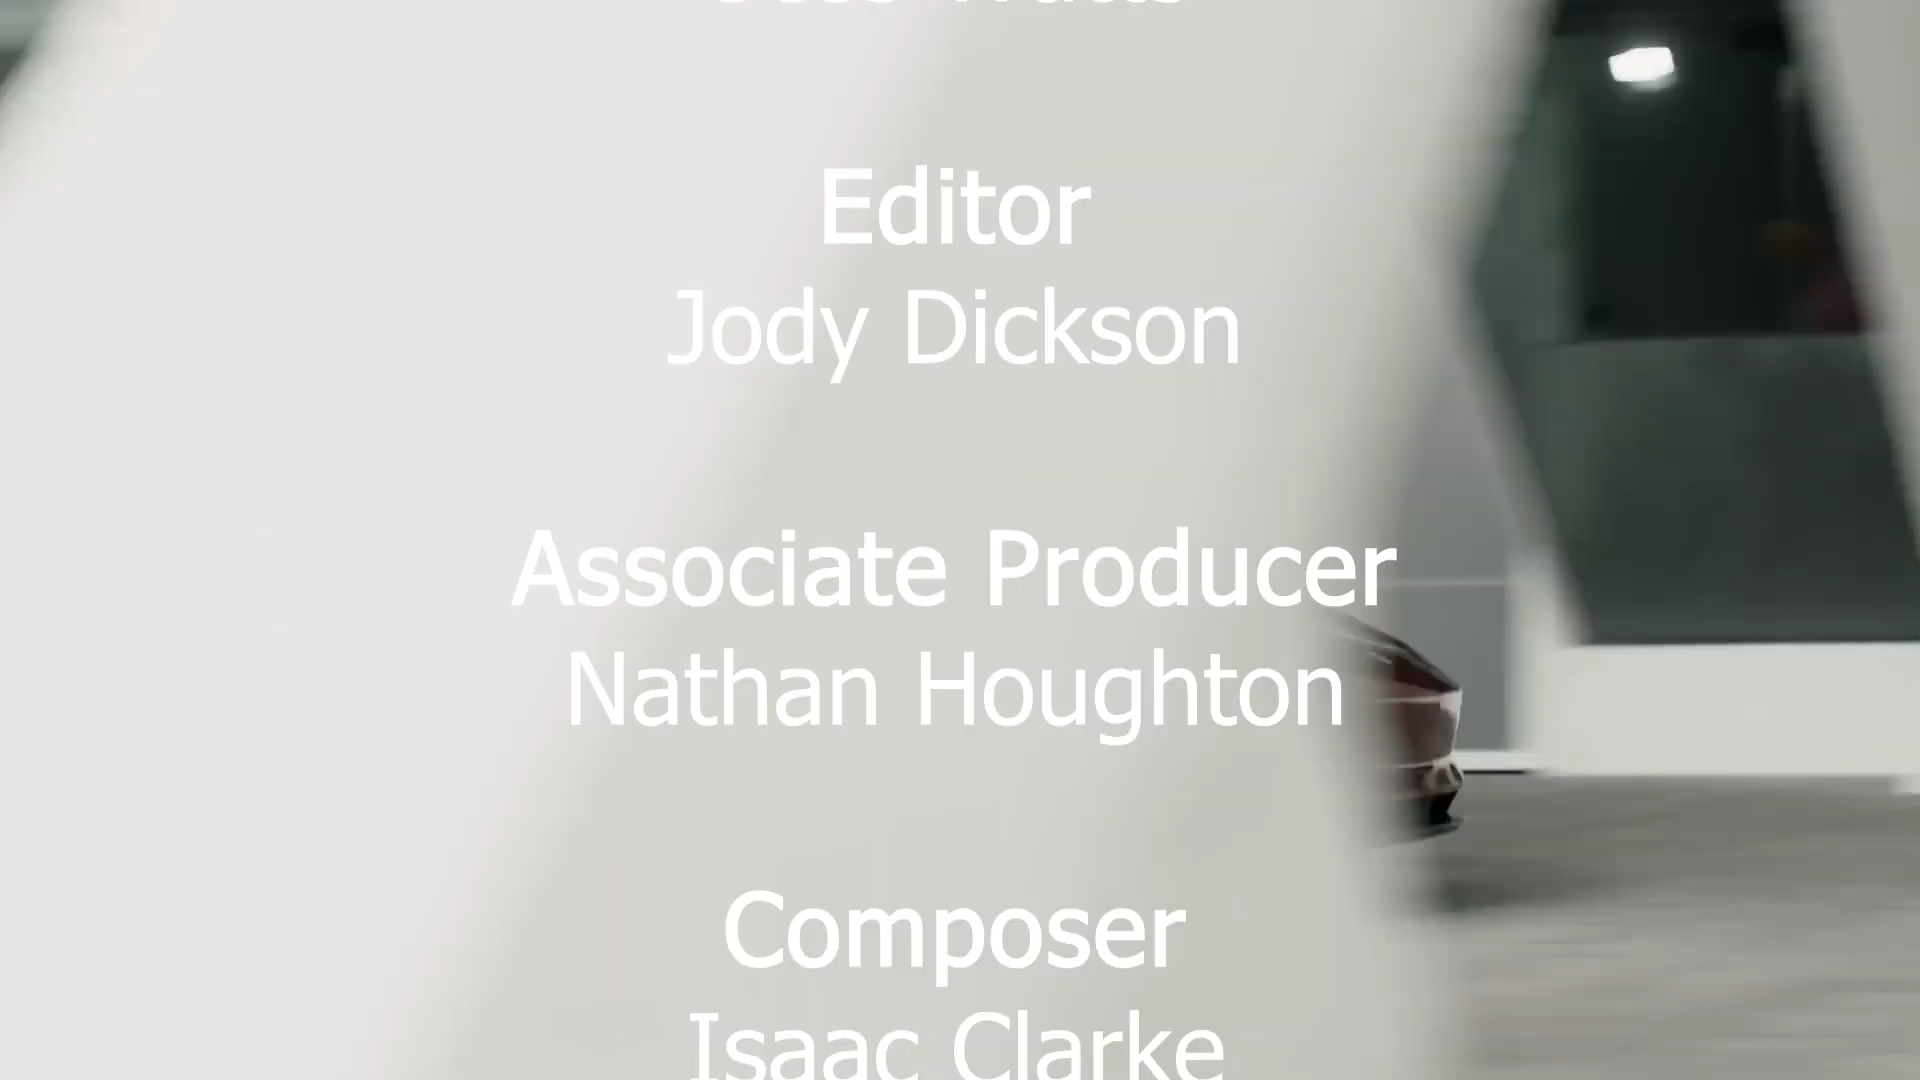 Editor
Jody Dickson
Associate Producer
Nathan Houghton
Composer
Isaac Clarke